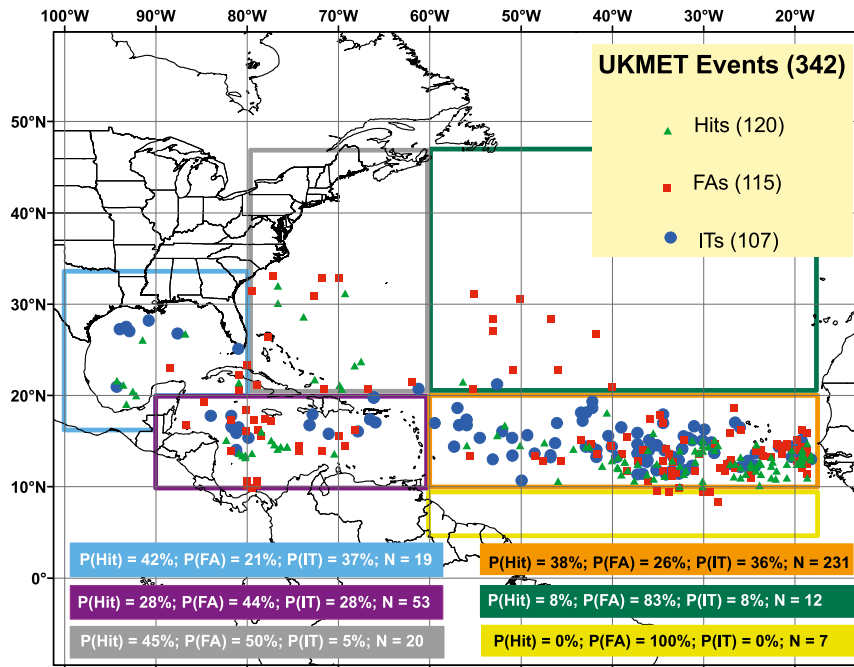 100°W 90°W 80°W 70°W 60°W 50°W 40°W 30°W 20°W
UKMET Events (342)
Hits (120)
FAs (115)
ITs (107)
50°N
40°N
30°N
20°N
10°N
0°
P(Hit) = 42%; P(FA) = 21%; P(IT) = 37%; N = 19
P(Hit) = 38%; P(FA) = 26%; P(IT) = 36%; N = 231
P(Hit) = 28%; P(FA) = 44%; P(IT) = 28%; N = 53
P(Hit) = 8%; P(FA) = 83%; P(IT) = 8%; N = 12
P(Hit) = 45%; P(FA) = 50%; P(IT) = 5%; N = 20
P(Hit) = 0%; P(FA) = 100%; P(IT) = 0%; N = 7